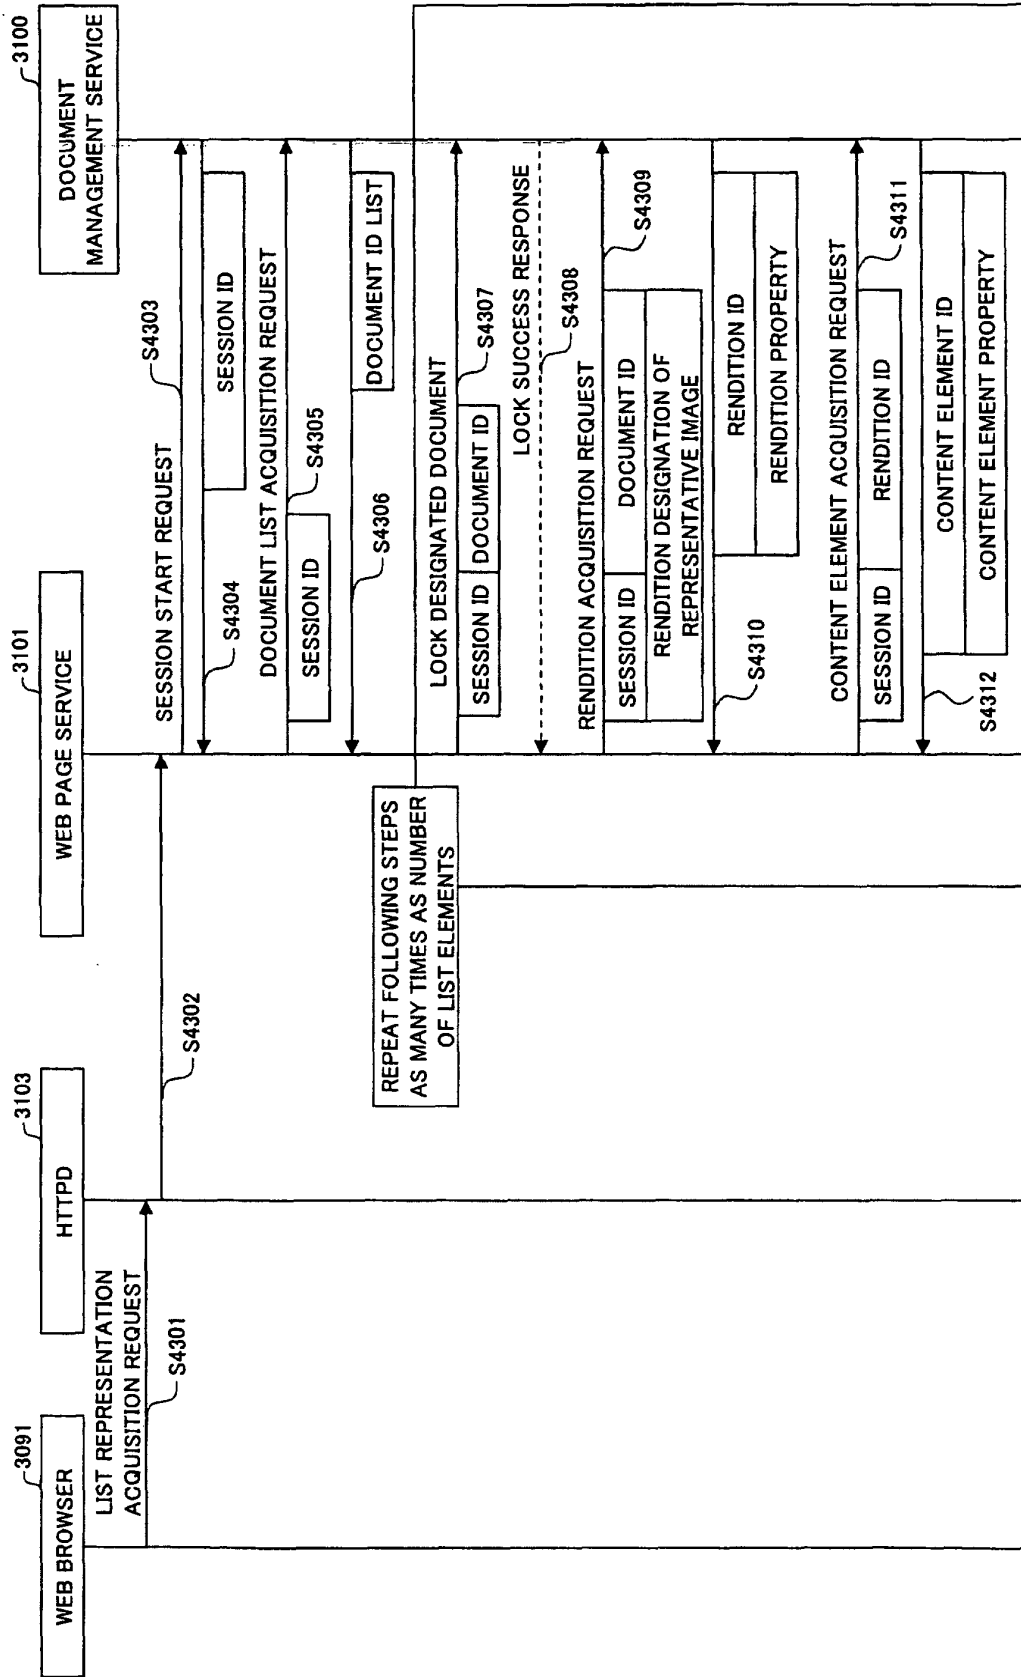 WEB BROWSER
3091
HTTPD
3103
WEB PAGE SERVICE
3101
DOCUMENT
MANAGEMENT SERVICE
3100
LIST REPRESENTATION
ACQUISITION REQUEST
S4301
S4302
SESSION START REQUEST
S4303
S4304
SESSION ID
DOCUMENT LIST ACQUISITION REQUEST
S4305
SESSION ID
S4306
DOCUMENT ID LIST
REPEAT FOLLOWING STEPS
AS MANY TIMES AS NUMBER
OF LIST ELEMENTS
LOCK DESIGNATED DOCUMENT
S4307
SESSION ID
DOCUMENT ID
LOCK SUCCESS RESPONSE
S4308
RENDITION ACQUISITION REQUEST
S4309
SESSION ID
DOCUMENT ID
RENDITION DESIGNATION OF
REPRESENTATIVE IMAGE
S4310
RENDITION ID
RENDITION PROPERTY
CONTENT ELEMENT ACQUISITION REQUEST
S4311
SESSION ID
RENDITION ID
S4312
CONTENT ELEMENT ID
CONTENT ELEMENT PROPERTY